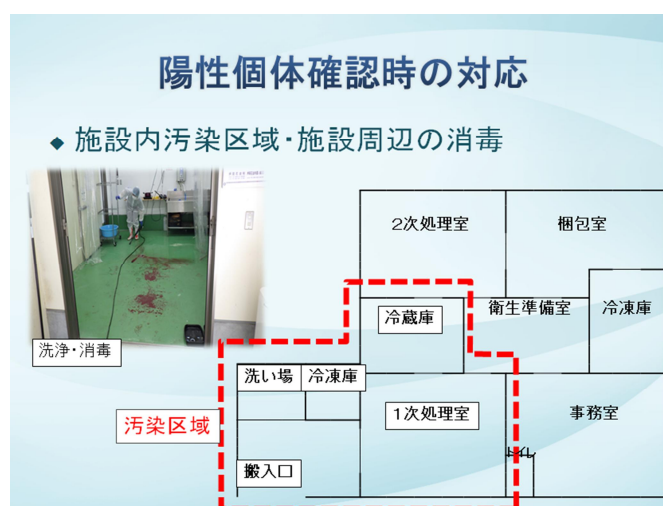 陽性個体確認時の対応
◆ 施設内汚染区域・施設周辺の消毒
2次処理室
梱包室
冷蔵庫
衛生準備室
冷凍庫
洗浄・消毒
洗い場
冷凍庫
汚染区域
1次処理室
事務室
搬入口